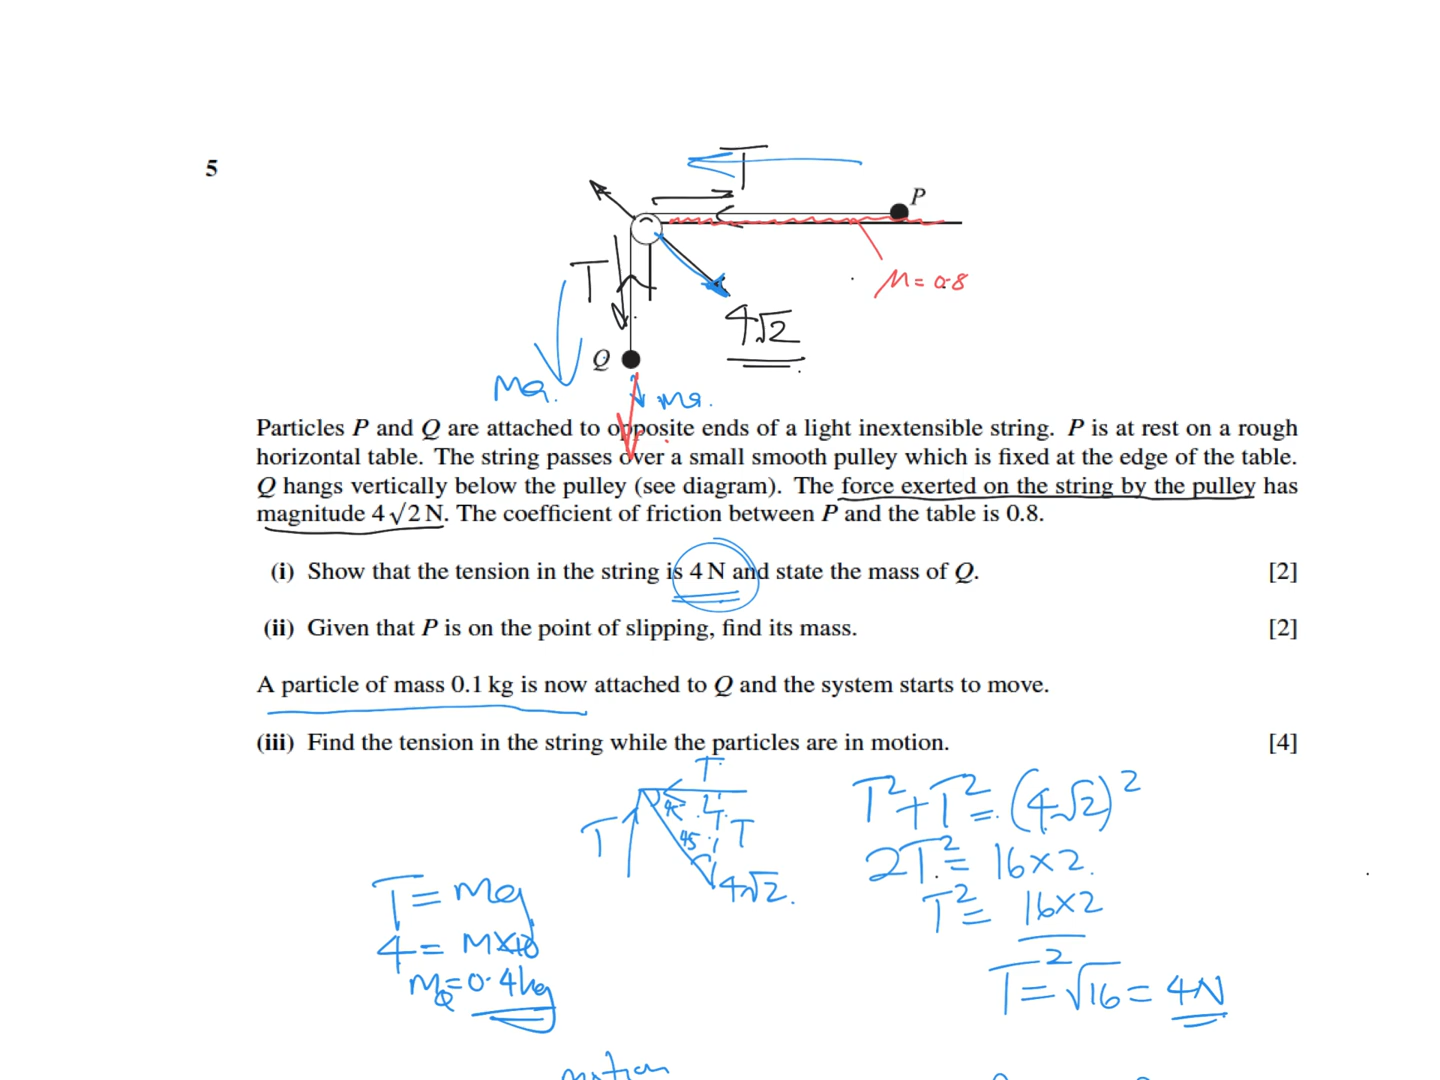 5
T
P
T
M = 0.8
4√2
Q
mg.
mg.
Particles P and Q are attached to opposite ends of a light inextensible string. P is at rest on a rough
horizontal table. The string passes over a small smooth pulley which is fixed at the edge of the table.
Q hangs vertically below the pulley (see diagram). The force exerted on the string by the pulley has
magnitude 4√2 N. The coefficient of friction between P and the table is 0.8.
(i) Show that the tension in the string is 4 N and state the mass of Q. [2]
(ii) Given that P is on the point of slipping, find its mass. [2]
A particle of mass 0.1 kg is now attached to Q and the system starts to move.
(iii) Find the tension in the string while the particles are in motion. [4]
T
T
T
45
4√2.
T² + T² = (4√2)²
2T² = 16×2.
T² = 16×2
2
T = √16 = 4N
T = mg
4 = M×10
MQ = 0.4kg
motion